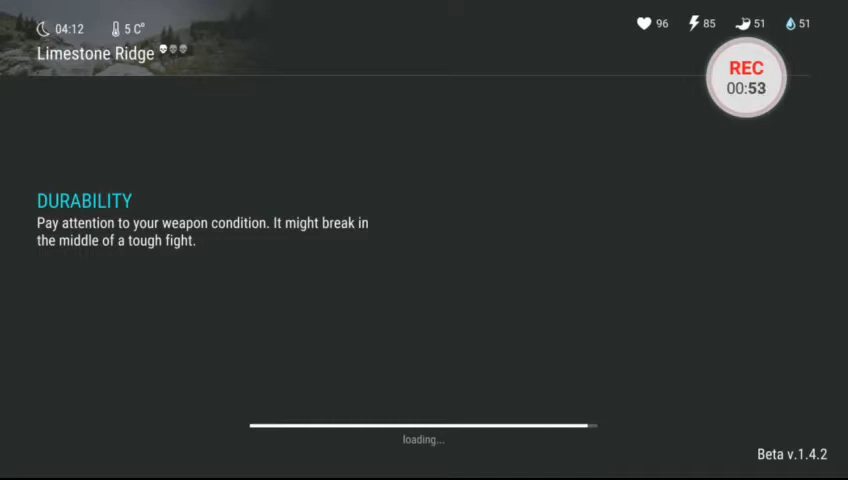 04:12 5 C°
96 85 51 51
Limestone Ridge
REC
00:53
DURABILITY
Pay attention to your weapon condition. It might break in
the middle of a tough fight.
loading...
Beta v.1.4.2